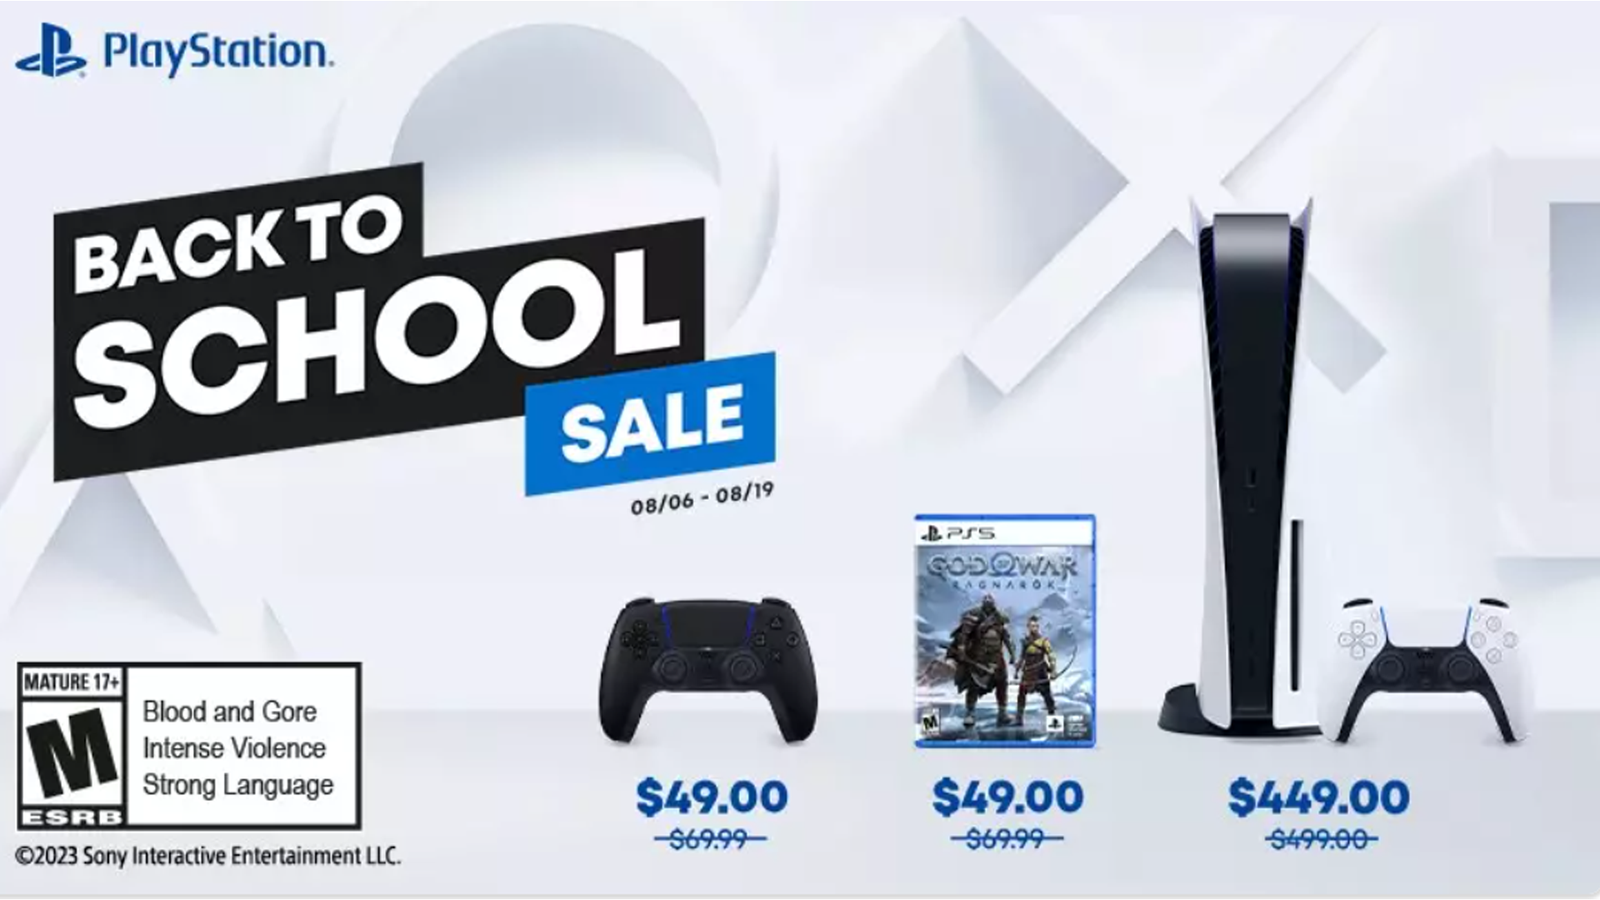 PlayStation.
BACK TO
SCHOOL
SALE
08/06 - 08/19
PS5
GOD OF WAR
RAGNARÖK
M
MATURE 17+
M
ESRB
Blood and Gore
Intense Violence
Strong Language
$49.00
$69.99
$49.00
$69.99
$449.00
$499.00
©2023 Sony Interactive Entertainment LLC.